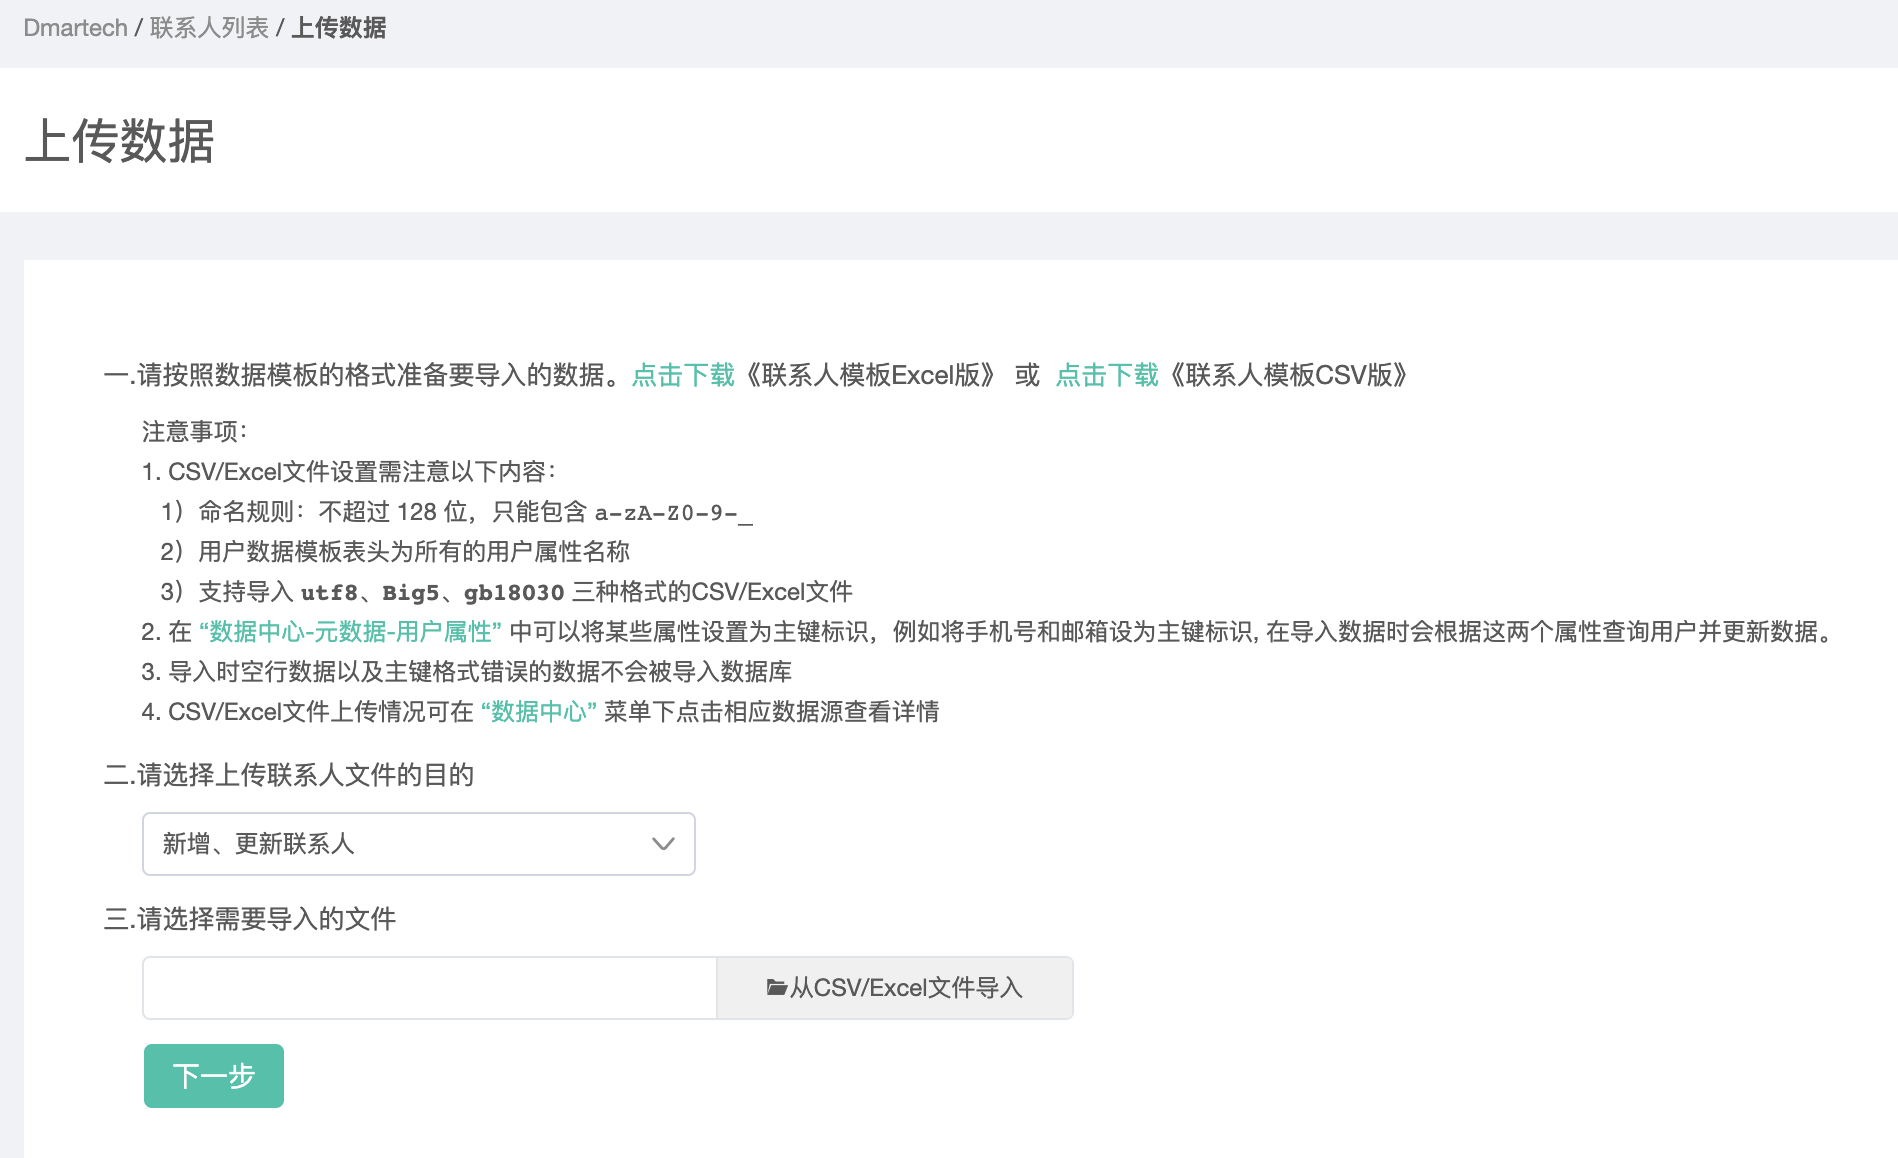 Dmartech / 联系人列表 / 上传数据
上传数据
一.请按照数据模板的格式准备要导入的数据。点击下载《联系人模板Excel版》 或 点击下载《联系人模板CSV版》
注意事项：
1. CSV/Excel文件设置需注意以下内容：
1）命名规则：不超过 128 位，只能包含 a-zA-Z0-9-_
2）用户数据模板表头为所有的用户属性名称
3）支持导入 utf8、Big5、gb18030 三种格式的CSV/Excel文件
2. 在 “数据中心-元数据-用户属性” 中可以将某些属性设置为主键标识，例如将手机号和邮箱设为主键标识, 在导入数据时会根据这两个属性查询用户并更新数据。
3. 导入时空行数据以及主键格式错误的数据不会被导入数据库
4. CSV/Excel文件上传情况可在 “数据中心” 菜单下点击相应数据源查看详情
二.请选择上传联系人文件的目的
新增、更新联系人
三.请选择需要导入的文件
从CSV/Excel文件导入
下一步